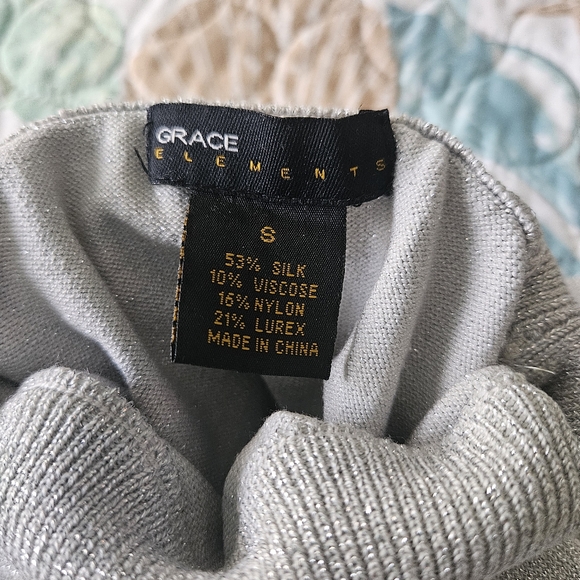 GRACE
ELEMENTS
S
53% SILK
10% VISCOSE
16% NYLON
21% LUREX
MADE IN CHINA